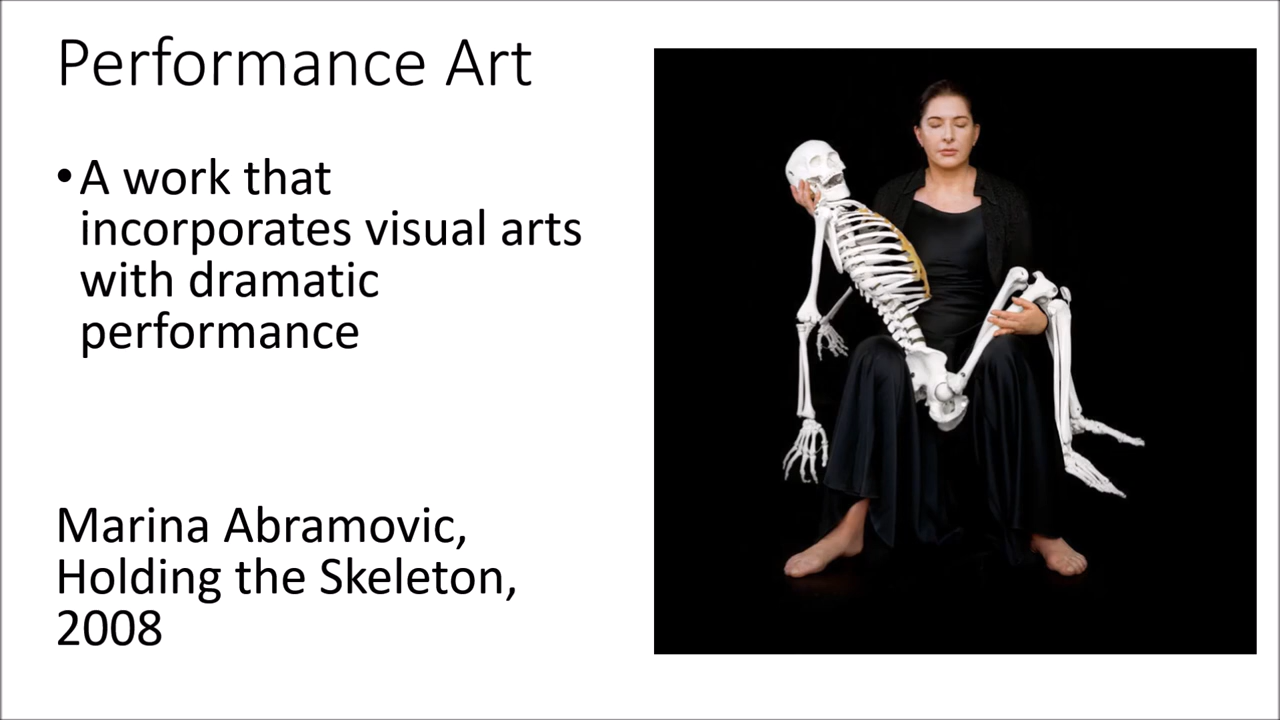 Performance Art
•A work that
incorporates visual arts
with dramatic
performance
Marina Abramovic,
Holding the Skeleton,
2008